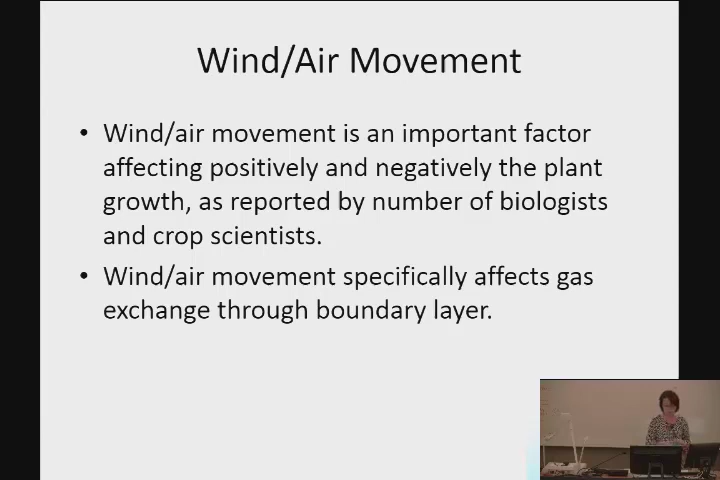 Wind/Air Movement
• Wind/air movement is an important factor
affecting positively and negatively the plant
growth, as reported by number of biologists
and crop scientists.
• Wind/air movement specifically affects gas
exchange through boundary layer.